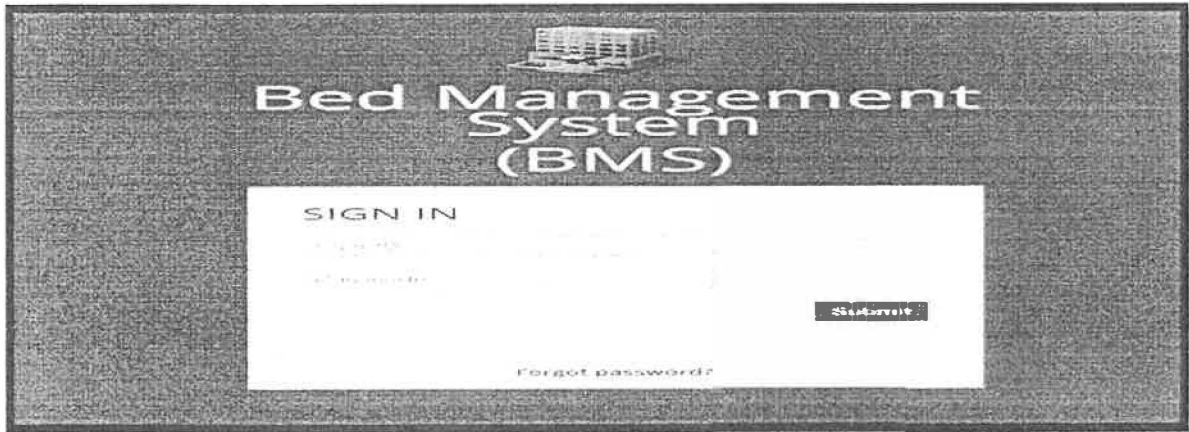 Bed Management
System
(BMS)
SIGN IN
Submit
Forgot password?